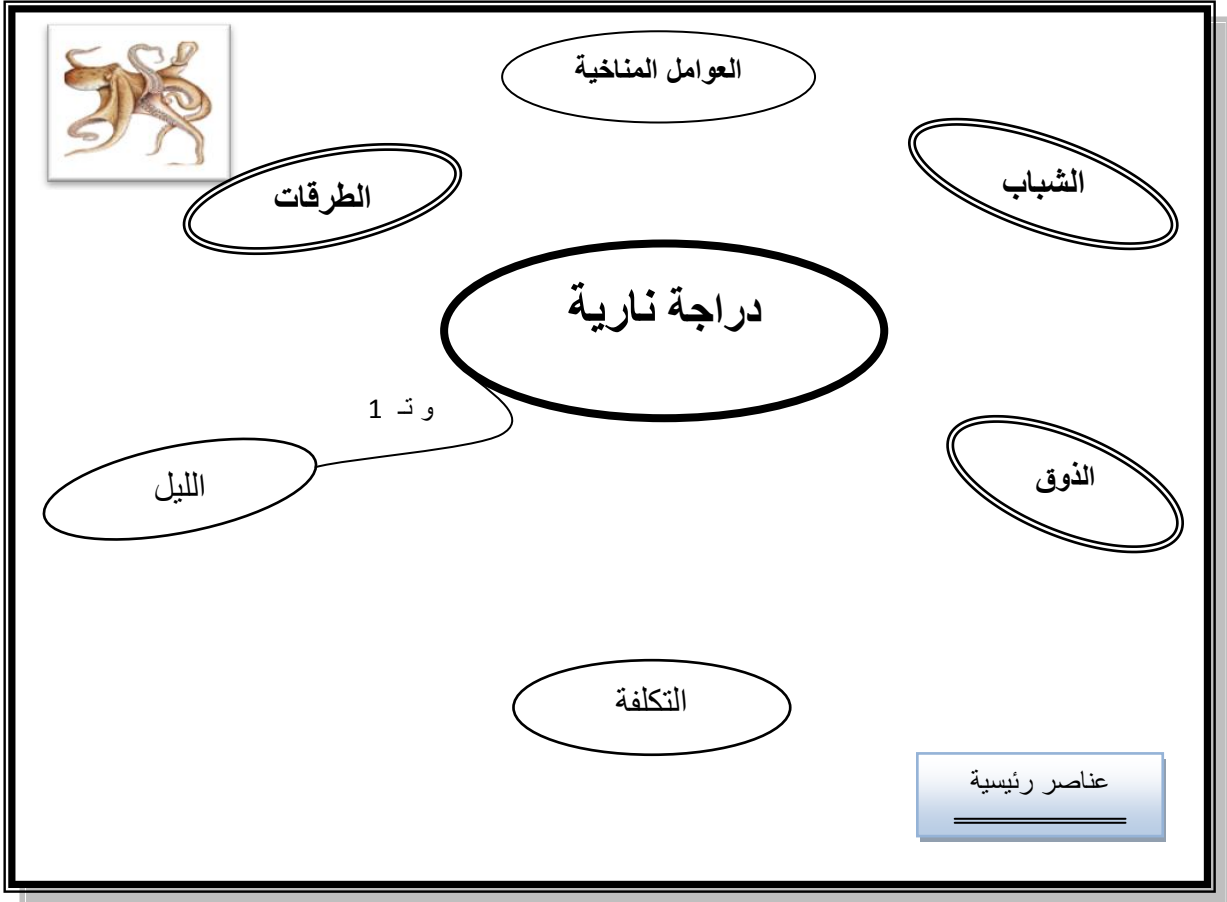 العوامل المناخية
الشباب
الطرقات
دراجة نارية
و تـ 1
الذوق
الليل
التكلفة
عناصر رئيسية